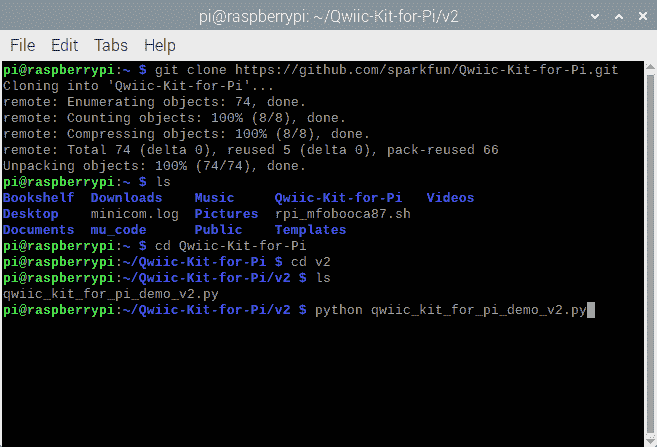 pi@raspberrypi: ~/Qwiic-Kit-for-Pi/v2
File Edit Tabs Help
pi@raspberrypi:~ $ git clone https://github.com/sparkfun/Qwiic-Kit-for-Pi.git
Cloning into 'Qwiic-Kit-for-Pi'...
remote: Enumerating objects: 74, done.
remote: Counting objects: 100% (8/8), done.
remote: Compressing objects: 100% (8/8), done.
remote: Total 74 (delta 0), reused 5 (delta 0), pack-reused 66
Unpacking objects: 100% (74/74), done.
pi@raspberrypi:~ $ ls
Bookshelf Downloads Music Qwiic-Kit-for-Pi Videos
Desktop minicom.log Pictures rpi_mfobooca87.sh
Documents mu_code Public Templates
pi@raspberrypi:~ $ cd Qwiic-Kit-for-Pi
pi@raspberrypi:~/Qwiic-Kit-for-Pi $ cd v2
pi@raspberrypi:~/Qwiic-Kit-for-Pi/v2 $ ls
qwiic_kit_for_pi_demo_v2.py
pi@raspberrypi:~/Qwiic-Kit-for-Pi/v2 $ python qwiic_kit_for_pi_demo_v2.py